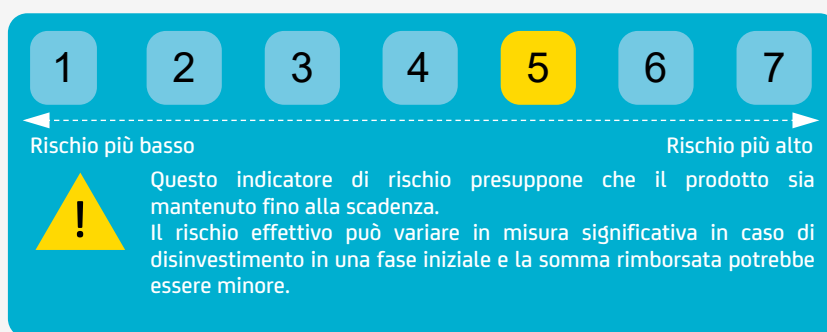 1 2 3 4 5 6 7
Rischio più basso Rischio più alto
!
Questo indicatore di rischio presuppone che il prodotto sia
mantenuto fino alla scadenza.
Il rischio effettivo può variare in misura significativa in caso di
disinvestimento in una fase iniziale e la somma rimborsata potrebbe
essere minore.